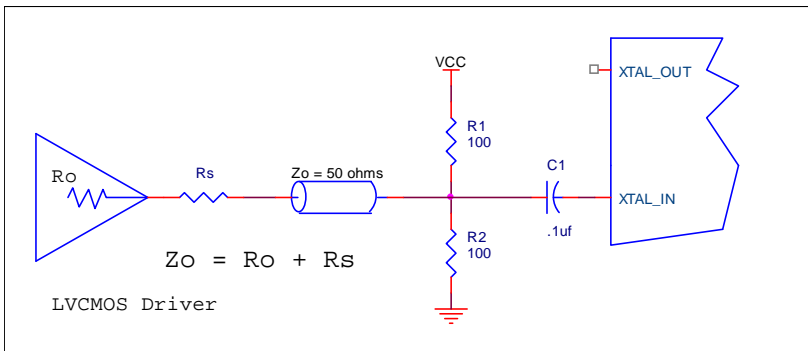 VCC
XTAL_OUT
R1
100
C1
Ro
Rs
Zo = 50 ohms
XTAL_IN
.1uf
R2
100
Zo = Ro + Rs
LVCMOS Driver